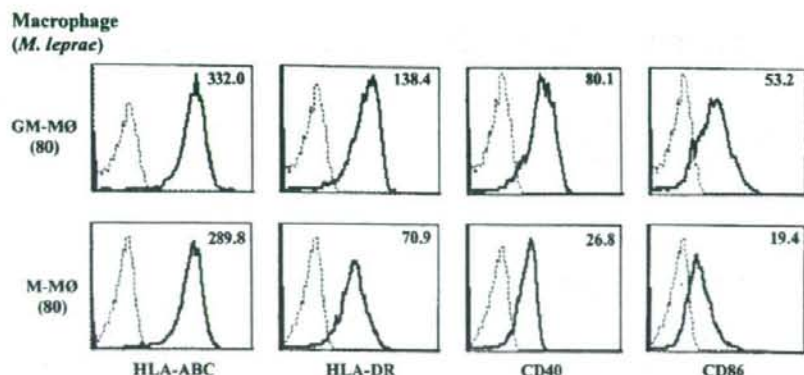 Macrophage
(M. leprae)
332.0
138.4
80.1
53.2
GM-MØ
(80)
289.8
70.9
26.8
19.4
M-MØ
(80)
HLA-ABC
HLA-DR
CD40
CD86